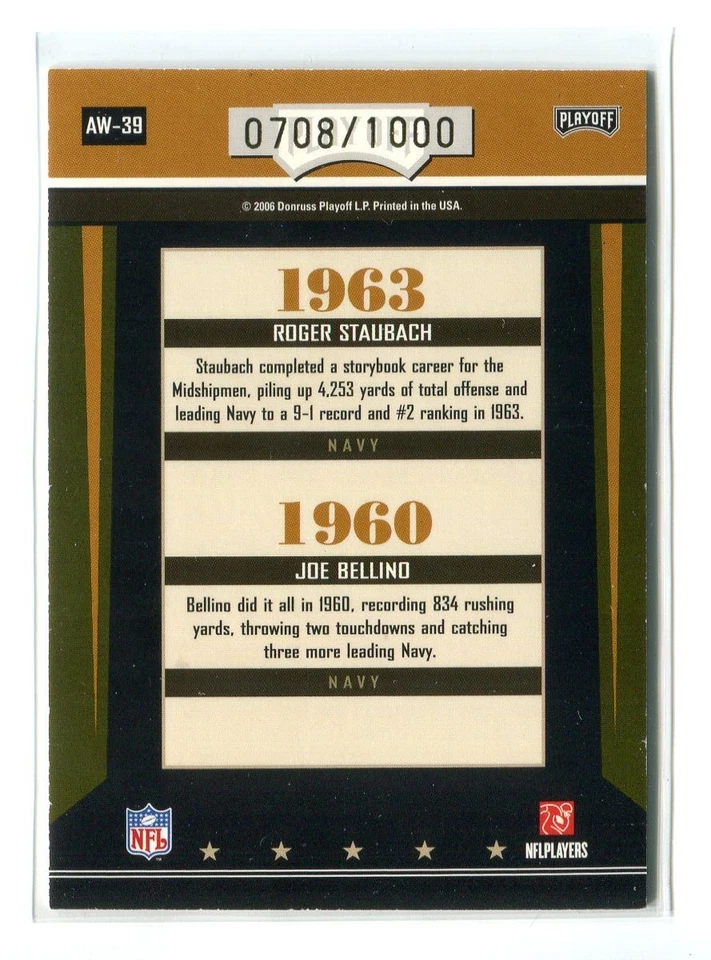 AW-39
0708/1000
PLAYOFF
© 2006 Donruss Playoff L.P. Printed in the USA.
1963
ROGER STAUBACH
Staubach completed a storybook career for the
Midshipmen, piling up 4,253 yards of total offense and
leading Navy to a 9-1 record and #2 ranking in 1963.
NAVY
1960
JOE BELLINO
Bellino did it all in 1960, recording 834 rushing
yards, throwing two touchdowns and catching
three more leading Navy.
NAVY
NFL
NFLPLAYERS